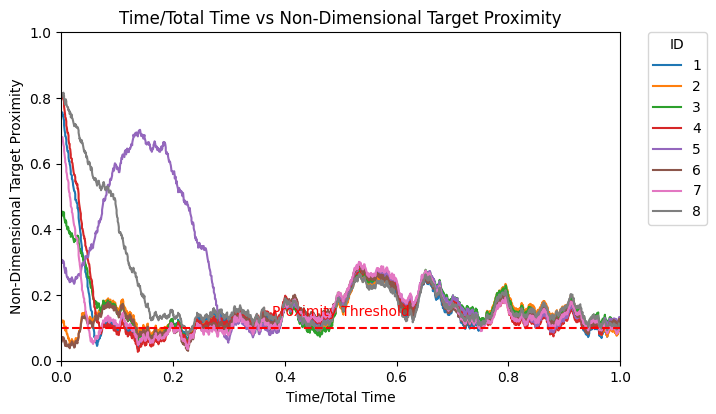 Time/Total Time vs Non-Dimensional Target Proximity
1.0
0.8
0.6
0.4
0.2
0.0
Non-Dimensional Target Proximity
Proximity Threshold
0.0 0.2 0.4 0.6 0.8 1.0
Time/Total Time
ID
1
2
3
4
5
6
7
8